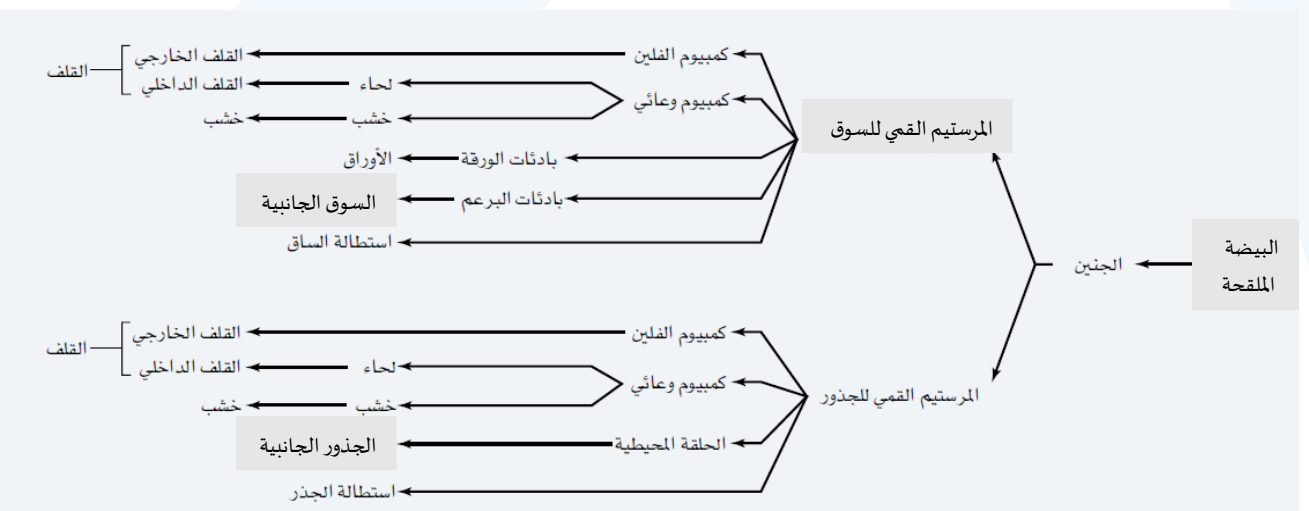 البيضة
الملقحة
الجنين
المرستيم القمي للسوق
كمبيوم الفلين
القلف الخارجي
كمبيوم وعائي
لحاء
القلف الداخلي
القلف
خشب
خشب
بادئات الورقة
الأوراق
بادئات البرعم
السوق الجانبية
استطالة الساق
المرستيم القمي للجذور
كمبيوم الفلين
القلف الخارجي
كمبيوم وعائي
لحاء
القلف الداخلي
القلف
خشب
خشب
الحلقة المحيطية
الجذور الجانبية
استطالة الجذر